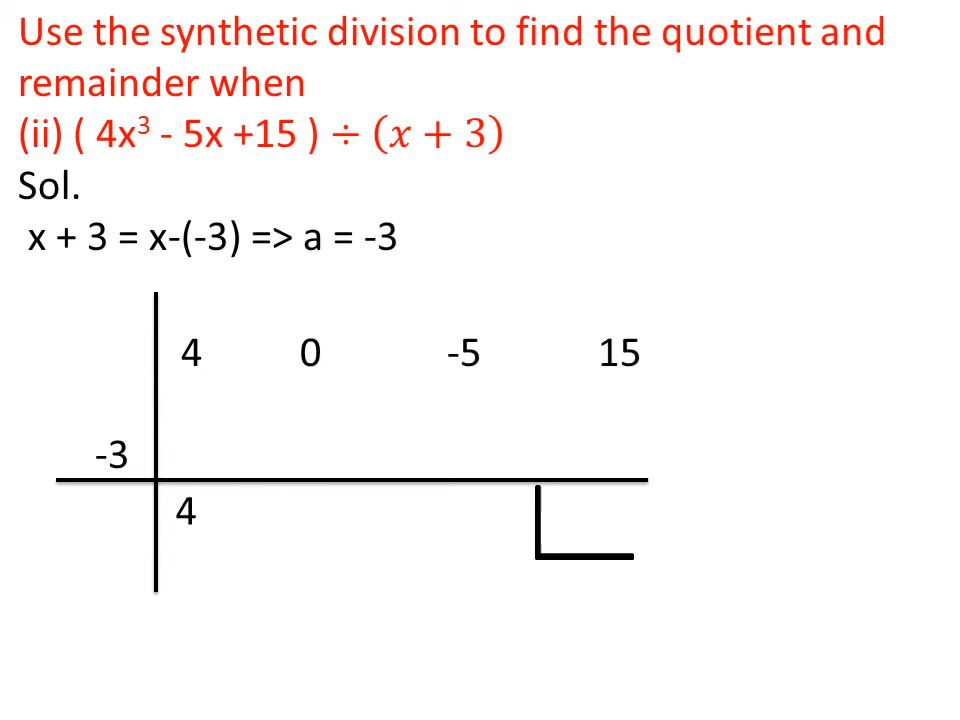 Use the synthetic division to find the quotient and
remainder when
(ii) ( 4x³ - 5x +15 ) ÷ (x + 3)
Sol.
x + 3 = x-(-3) => a = -3
4 0 -5 15
-3
4